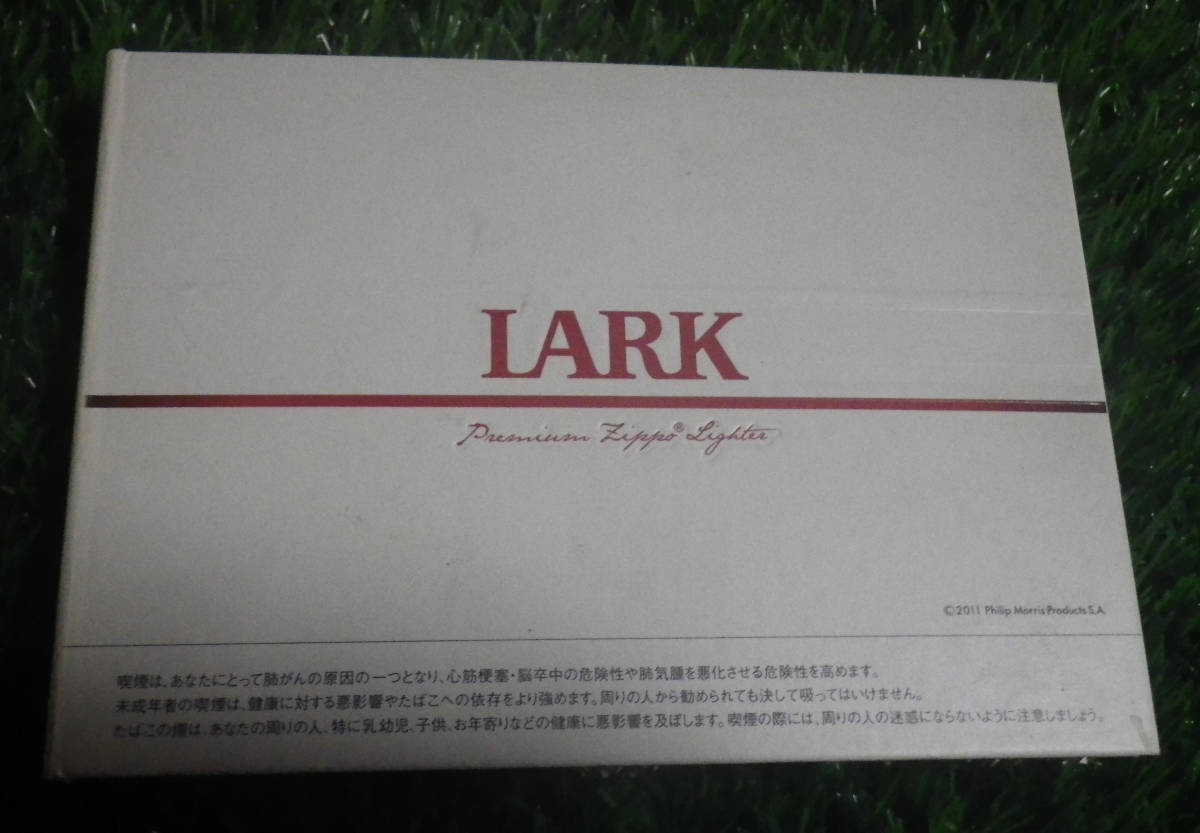 LARK
Premium Zippo® Lighter
©2011 Philip Morris Products S.A.
喫煙は、あなたにとって肺がんの原因の一つとなり、心筋梗塞・脳卒中の危険性や肺気腫を悪化させる危険性を高めます。
未成年者の喫煙は、健康に対する悪影響やたばこへの依存をより強めます。周りの人から勧められても決して吸ってはいけません。
たばこの煙は、あなたの周りの人、特に乳幼児、子供、お年寄りなどの健康に悪影響を及ぼします。喫煙の際には、周りの人の迷惑にならないように注意しましょう。